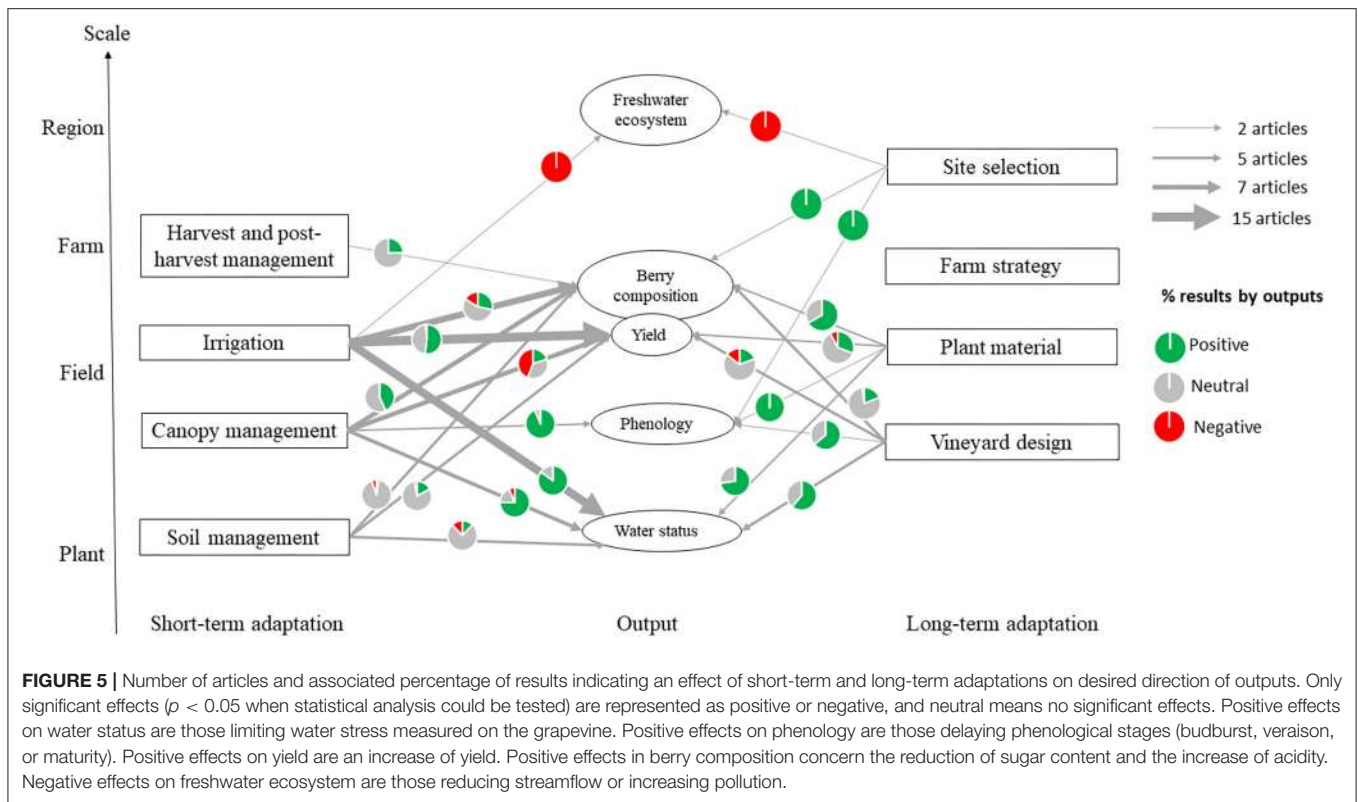 Scale
Region
Farm
Field
Plant
Harvest and post-
harvest management
Irrigation
Canopy management
Soil management
Short-term adaptation
Freshwater
ecosystem
Berry
composition
Yield
Phenology
Water status
Output
Site selection
Farm strategy
Plant material
Vineyard design
Long-term adaptation
2 articles
5 articles
7 articles
15 articles
% results by outputs
Positive
Neutral
Negative
FIGURE 5 | Number of articles and associated percentage of results indicating an effect of short-term and long-term adaptations on desired direction of outputs. Only
significant effects (p < 0.05 when statistical analysis could be tested) are represented as positive or negative, and neutral means no significant effects. Positive effects
on water status are those limiting water stress measured on the grapevine. Positive effects on phenology are those delaying phenological stages (budburst, veraison,
or maturity). Positive effects on yield are an increase of yield. Positive effects in berry composition concern the reduction of sugar content and the increase of acidity.
Negative effects on freshwater ecosystem are those reducing streamflow or increasing pollution.